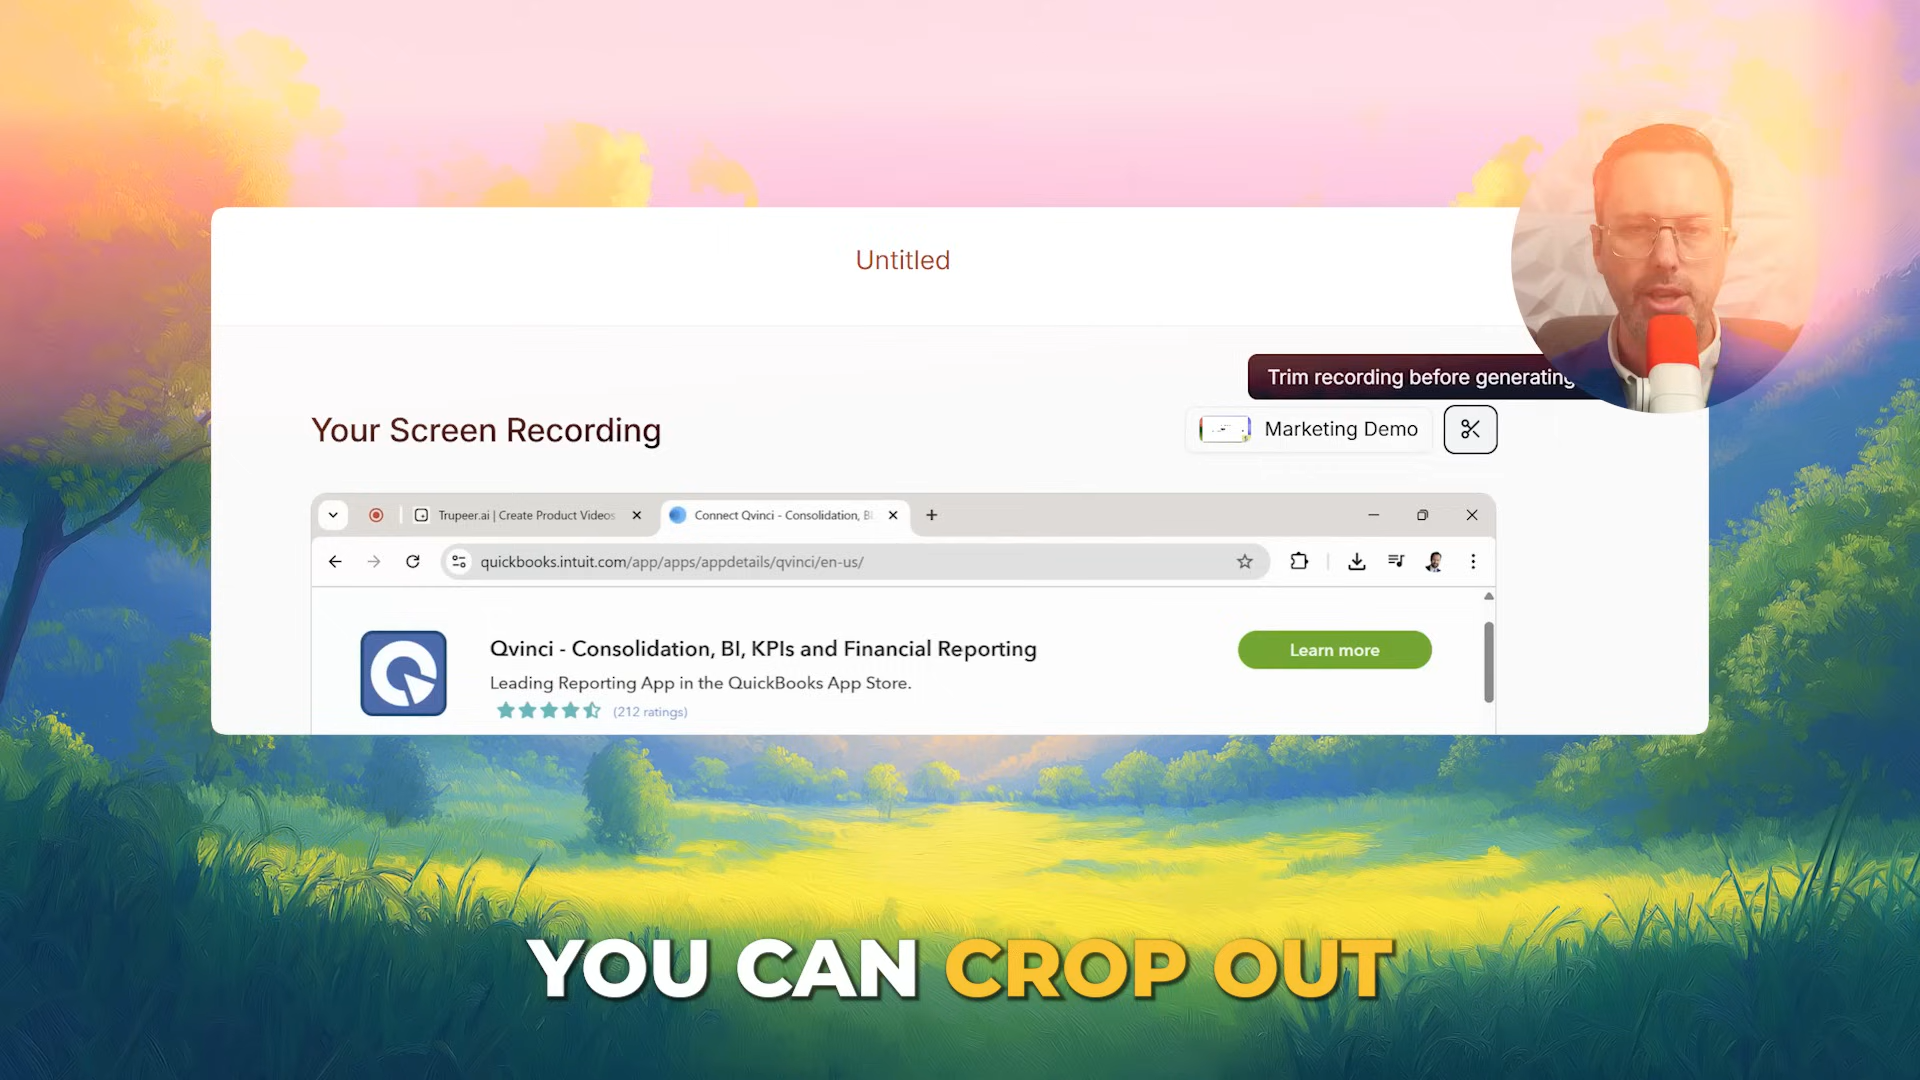 Untitled
Trim recording before generating
Your Screen Recording
Marketing Demo
Trupeer.ai | Create Product Videos
Connect Qvinci - Consolidation, BI
quickbooks.intuit.com/app/apps/appdetails/qvinci/en-us/
Qvinci - Consolidation, BI, KPIs and Financial Reporting
Learn more
Leading Reporting App in the QuickBooks App Store.
(212 ratings)
YOU CAN CROP OUT